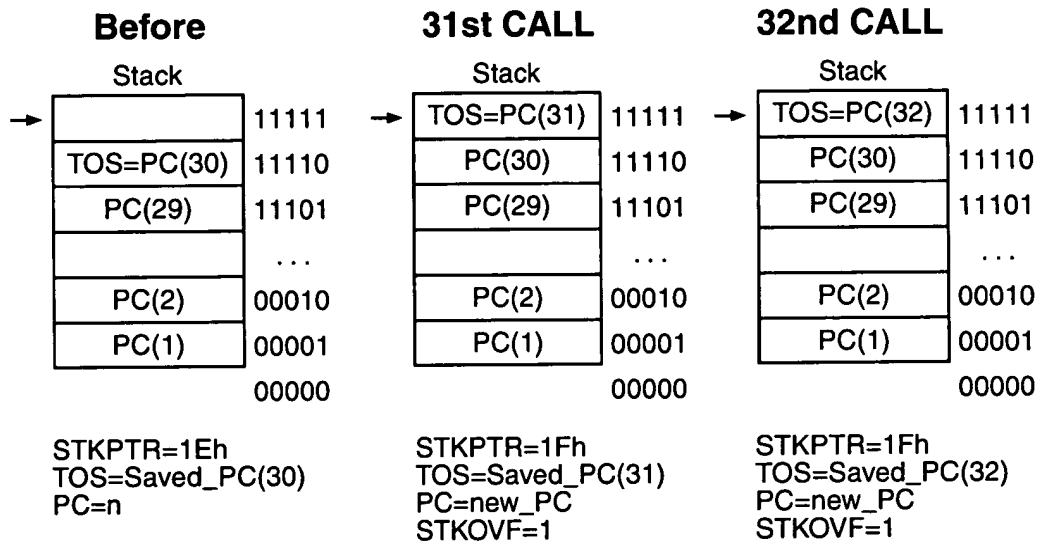 Before
Stack
11111
TOS=PC(30) 11110
PC(29) 11101
...
PC(2) 00010
PC(1) 00001
00000
STKPTR=1Eh
TOS=Saved_PC(30)
PC=n
31st CALL
Stack
TOS=PC(31) 11111
PC(30) 11110
PC(29) 11101
...
PC(2) 00010
PC(1) 00001
00000
STKPTR=1Fh
TOS=Saved_PC(31)
PC=new_PC
STKOVF=1
32nd CALL
Stack
TOS=PC(32) 11111
PC(30) 11110
PC(29) 11101
...
PC(2) 00010
PC(1) 00001
00000
STKPTR=1Fh
TOS=Saved_PC(32)
PC=new_PC
STKOVF=1